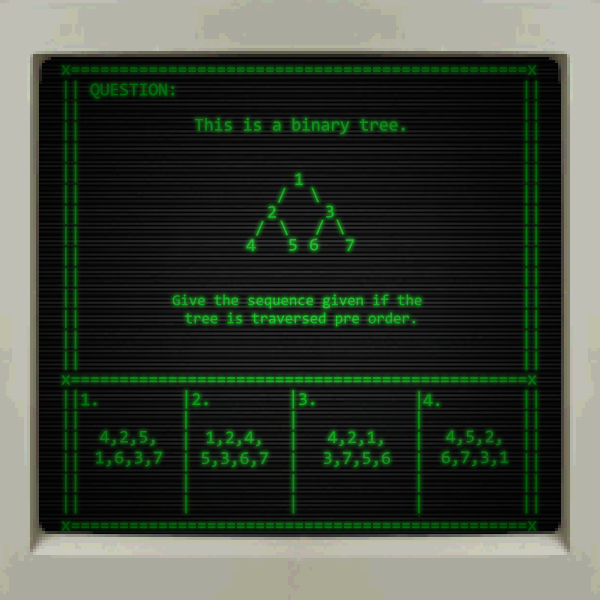 QUESTION:
This is a binary tree.
1
/ \
2 3
/ \ / \
4 5 6 7
Give the sequence given if the
tree is traversed pre order.
1.
4,2,5,
1,6,3,7
2.
1,2,4,
5,3,6,7
3.
4,2,1,
3,7,5,6
4.
4,5,2,
6,7,3,1